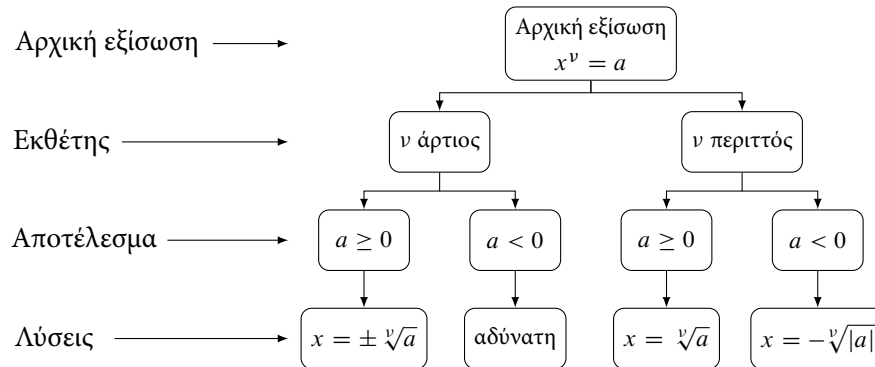 Αρχική εξίσωση
Αρχική εξίσωση
x^ν = a
Εκθέτης
ν άρτιος
ν περιττός
Αποτέλεσμα
a ≥ 0
a < 0
a ≥ 0
a < 0
Λύσεις
x = ± ᵛ√a
αδύνατη
x = ᵛ√a
x = −ᵛ√|a|